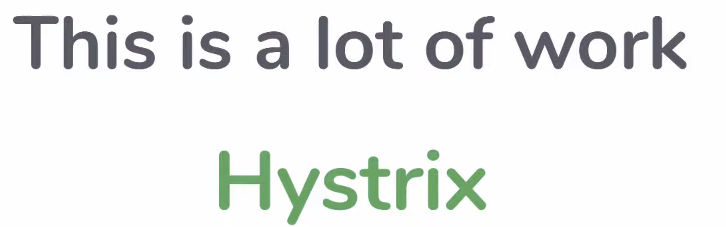 This is a lot of work
Hystrix